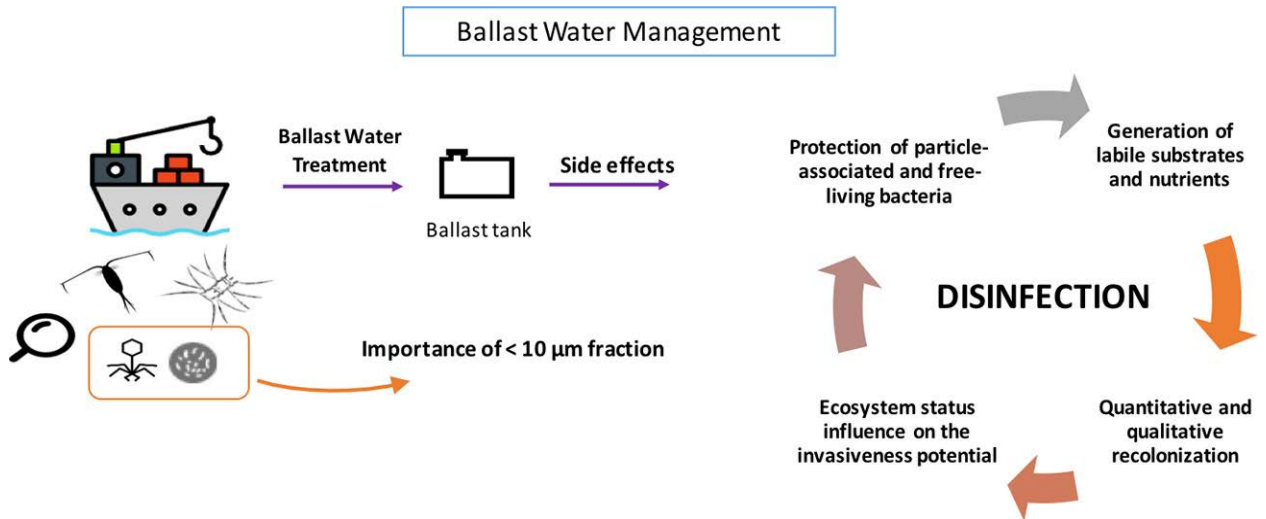 Ballast Water Management
Ballast Water
Treatment
Ballast tank
Side effects
Importance of < 10 µm fraction
Protection of particle-
associated and free-
living bacteria
Generation of
labile substrates
and nutrients
DISINFECTION
Ecosystem status
influence on the
invasiveness potential
Quantitative and
qualitative
recolonization